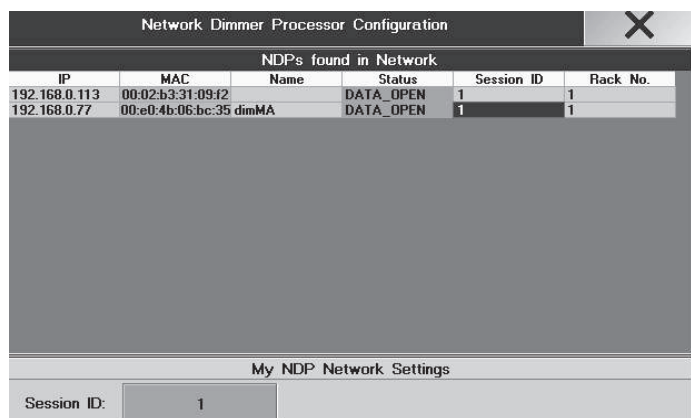 Network Dimmer Processor Configuration
NDPs found in Network
IP MAC Name Status Session ID Rack No.
192.168.0.113 00:02:b3:31:09:f2 DATA_OPEN 1 1
192.168.0.77 00:e0:4b:06:bc:35 dimMA DATA_OPEN 1 1
My NDP Network Settings
Session ID: 1